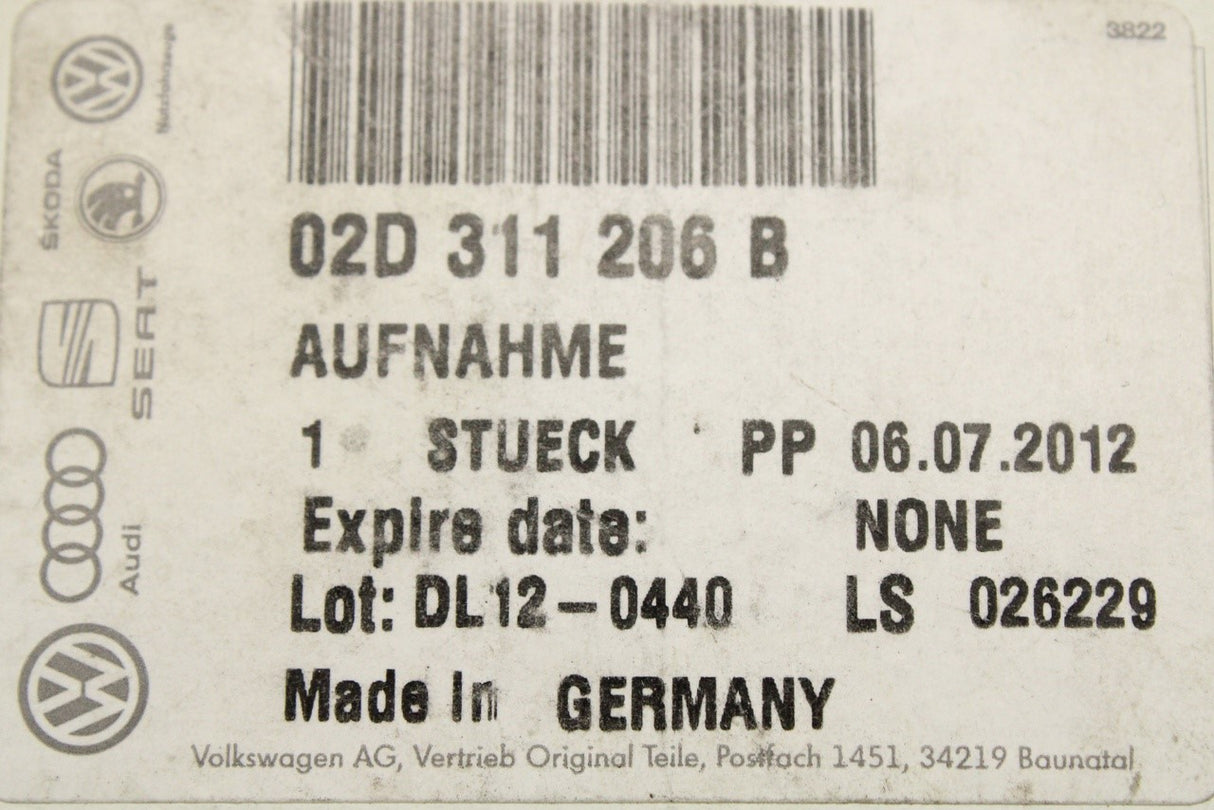 3822
Nutzfahrzeuge
ŠKODA
SEAT
Audi
02D 311 206 B
AUFNAHME
1 STUECK PP 06.07.2012
Expire date: NONE
Lot: DL12-0440 LS 026229
Made In GERMANY
Volkswagen AG, Vertrieb Original Teile, Postfach 1451, 34219 Baunatal